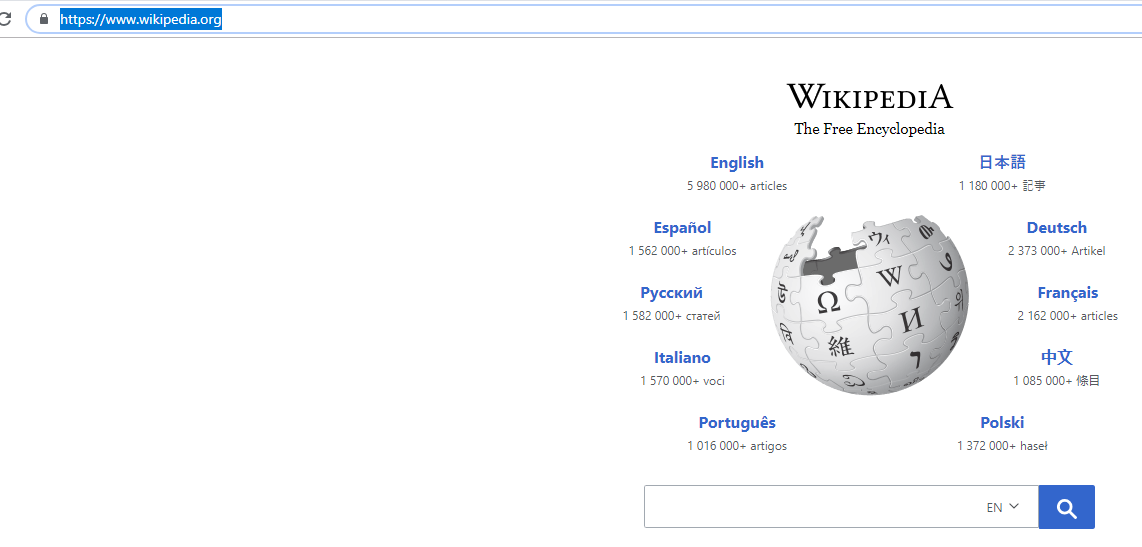 https://www.wikipedia.org
WIKIPEDIA
The Free Encyclopedia
English
5 980 000+ articles
日本語
1 180 000+ 記事
Español
1 562 000+ artículos
Deutsch
2 373 000+ Artikel
Русский
1 582 000+ статей
Français
2 162 000+ articles
Italiano
1 570 000+ voci
中文
1 085 000+ 條目
Português
1 016 000+ artigos
Polski
1 372 000+ haseł
Ω
W
И
維
ウィ
EN